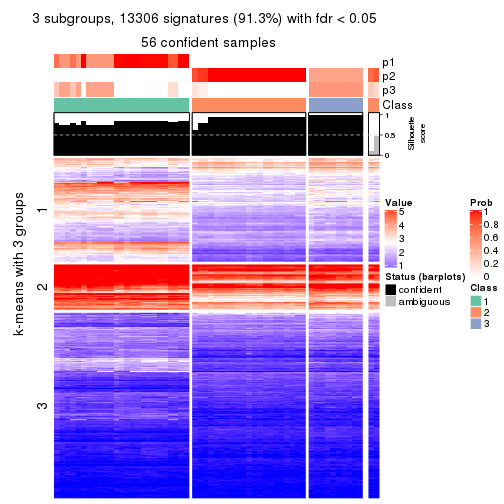 3 subgroups, 13306 signatures (91.3%) with fdr < 0.05
56 confident samples
p1
p2
p3
Class
1
0.5
0
Silhouette
score
k-means with 3 groups
1
2
3
Value
5
4
3
2
1
Status (barplots)
confident
ambiguous
Prob
1
0.8
0.6
0.4
0.2
0
Class
1
2
3